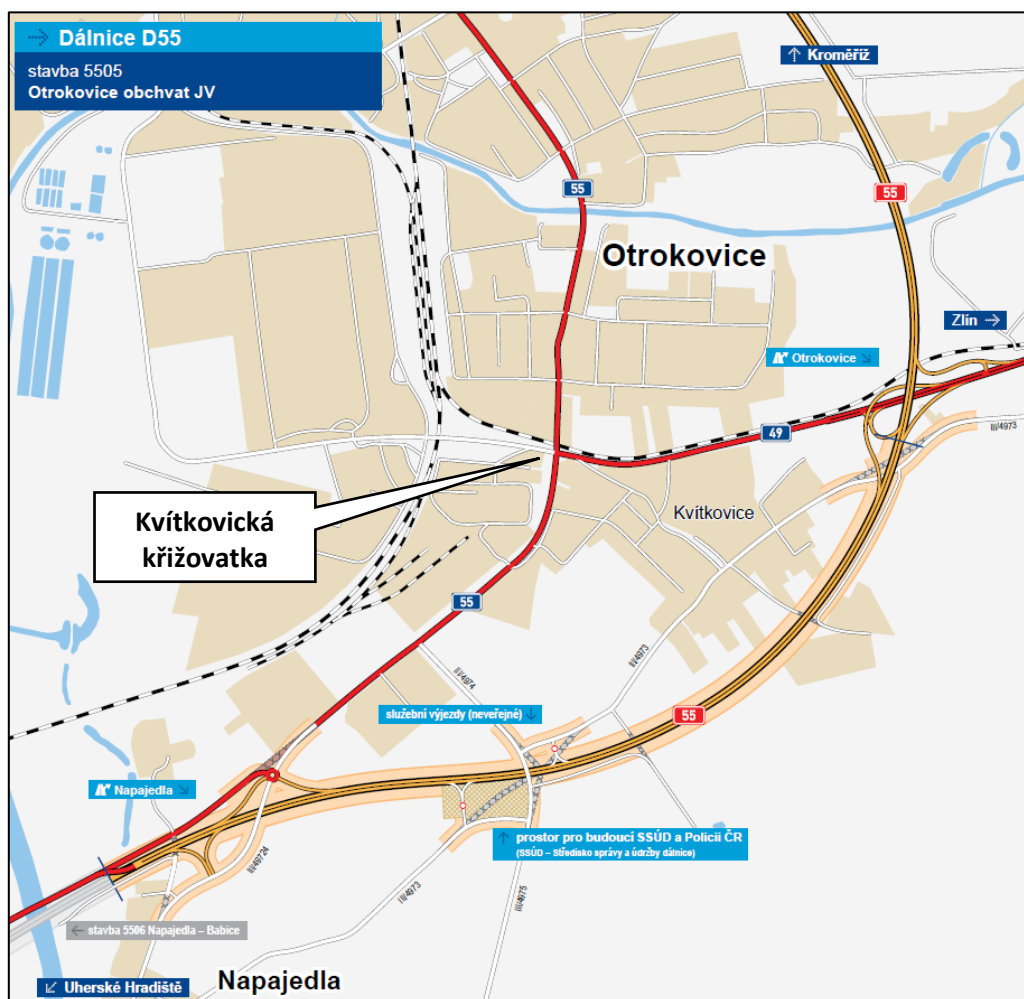 Dálnice D55
stavba 5505
Otrokovice obchvat JV
Kroměříž
55
55
Otrokovice
Zlín
Otrokovice
49
III/4973
Kvítkovice
Kvítkovická
křižovatka
55
III/4974
III/4973
služební výjezdy (neveřejné)
55
Napajedla
prostor pro budoucí SSÚD a Policii ČR
(SSÚD – Středisko správy a údržby dálnice)
III/49724
III/4973
III/4975
stavba 5506 Napajedla – Babice
Uherské Hradiště
Napajedla